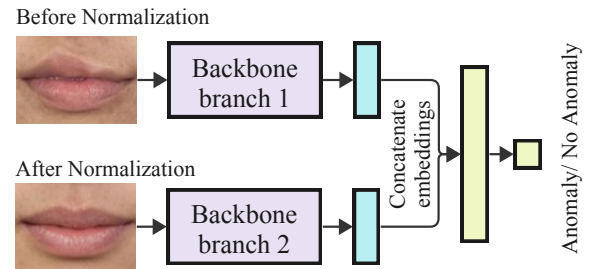 Before Normalization
Backbone
branch 1
Concatenate
embeddings
Anomaly/ No Anomaly
After Normalization
Backbone
branch 2